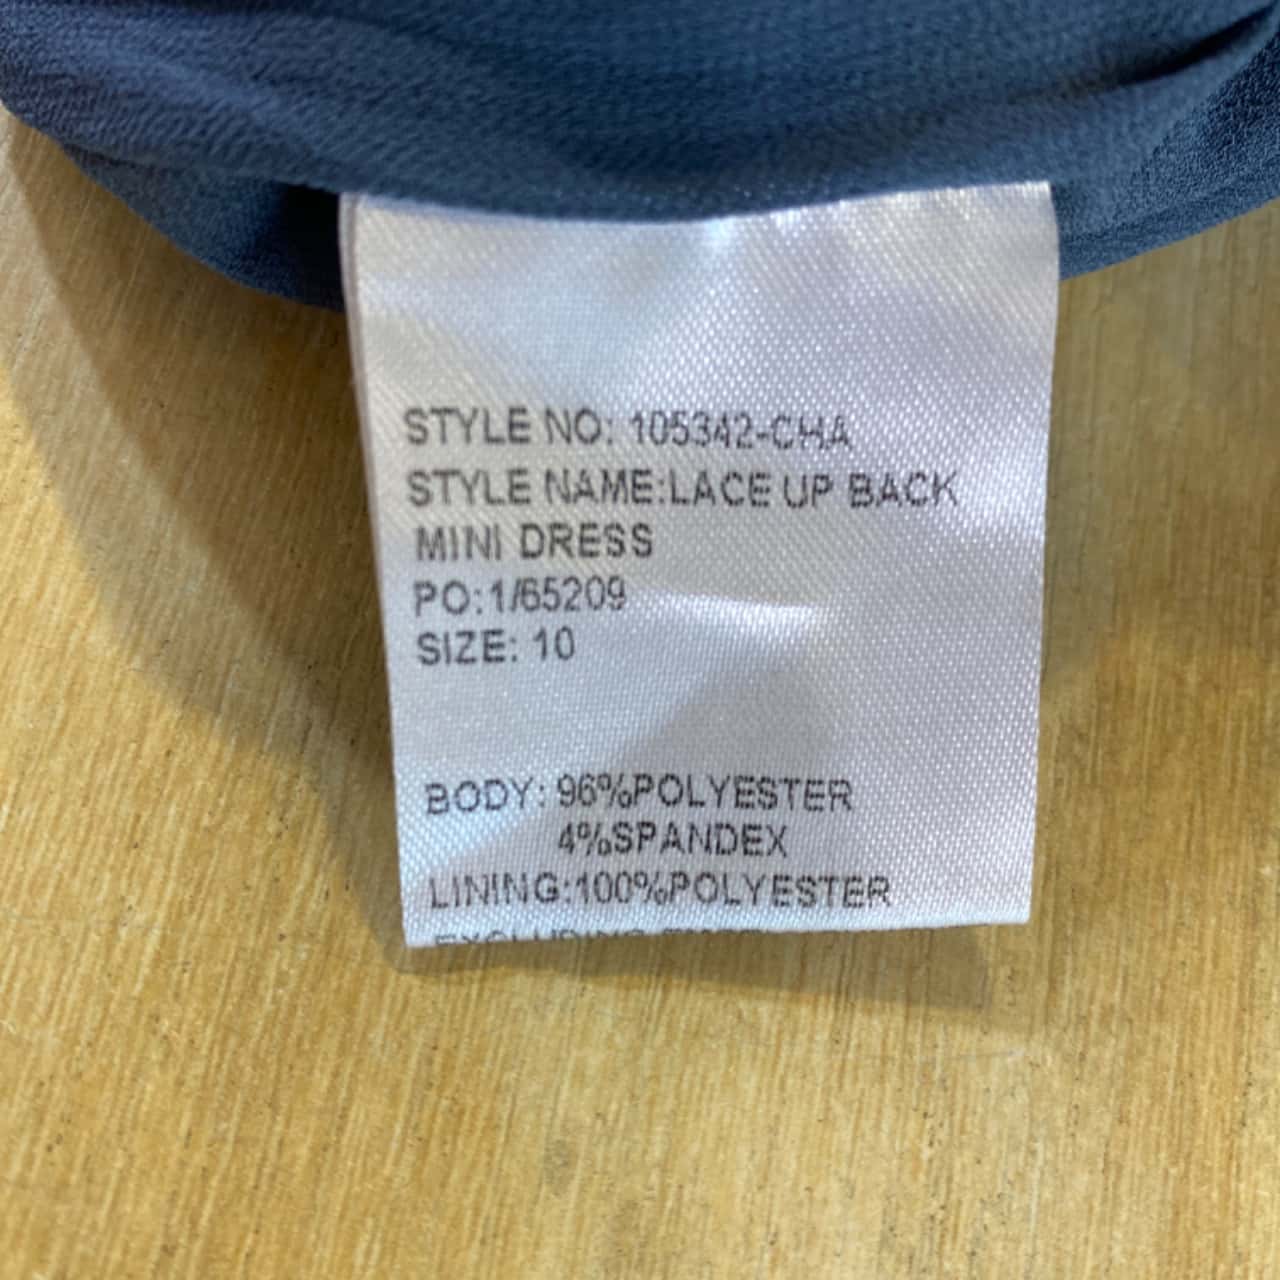 STYLE NO: 105342-CHA
STYLE NAME:LACE UP BACK
MINI DRESS
PO:1/65209
SIZE: 10
BODY: 96%POLYESTER
4%SPANDEX
LINING:100%POLYESTER
EXCLUDING